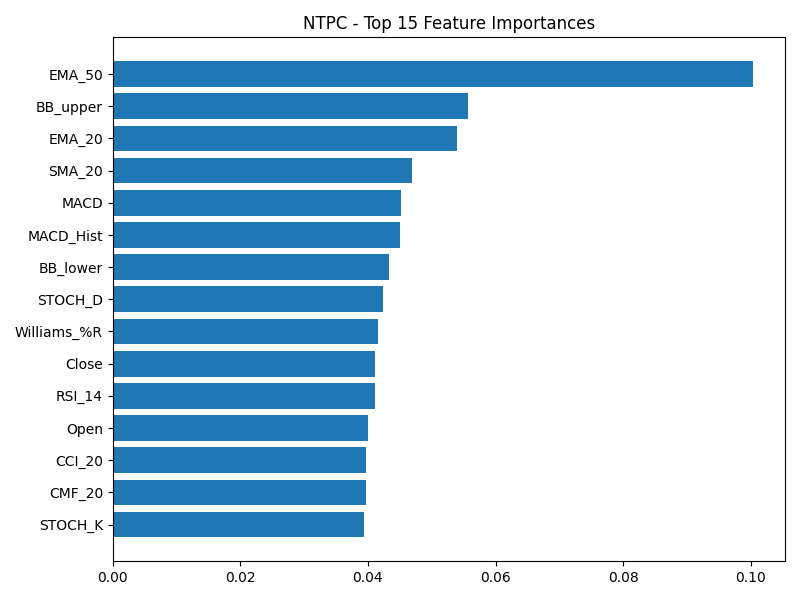 NTPC - Top 15 Feature Importances
EMA_50
BB_upper
EMA_20
SMA_20
MACD
MACD_Hist
BB_lower
STOCH_D
Williams_%R
Close
RSI_14
Open
CCI_20
CMF_20
STOCH_K
0.00 0.02 0.04 0.06 0.08 0.10